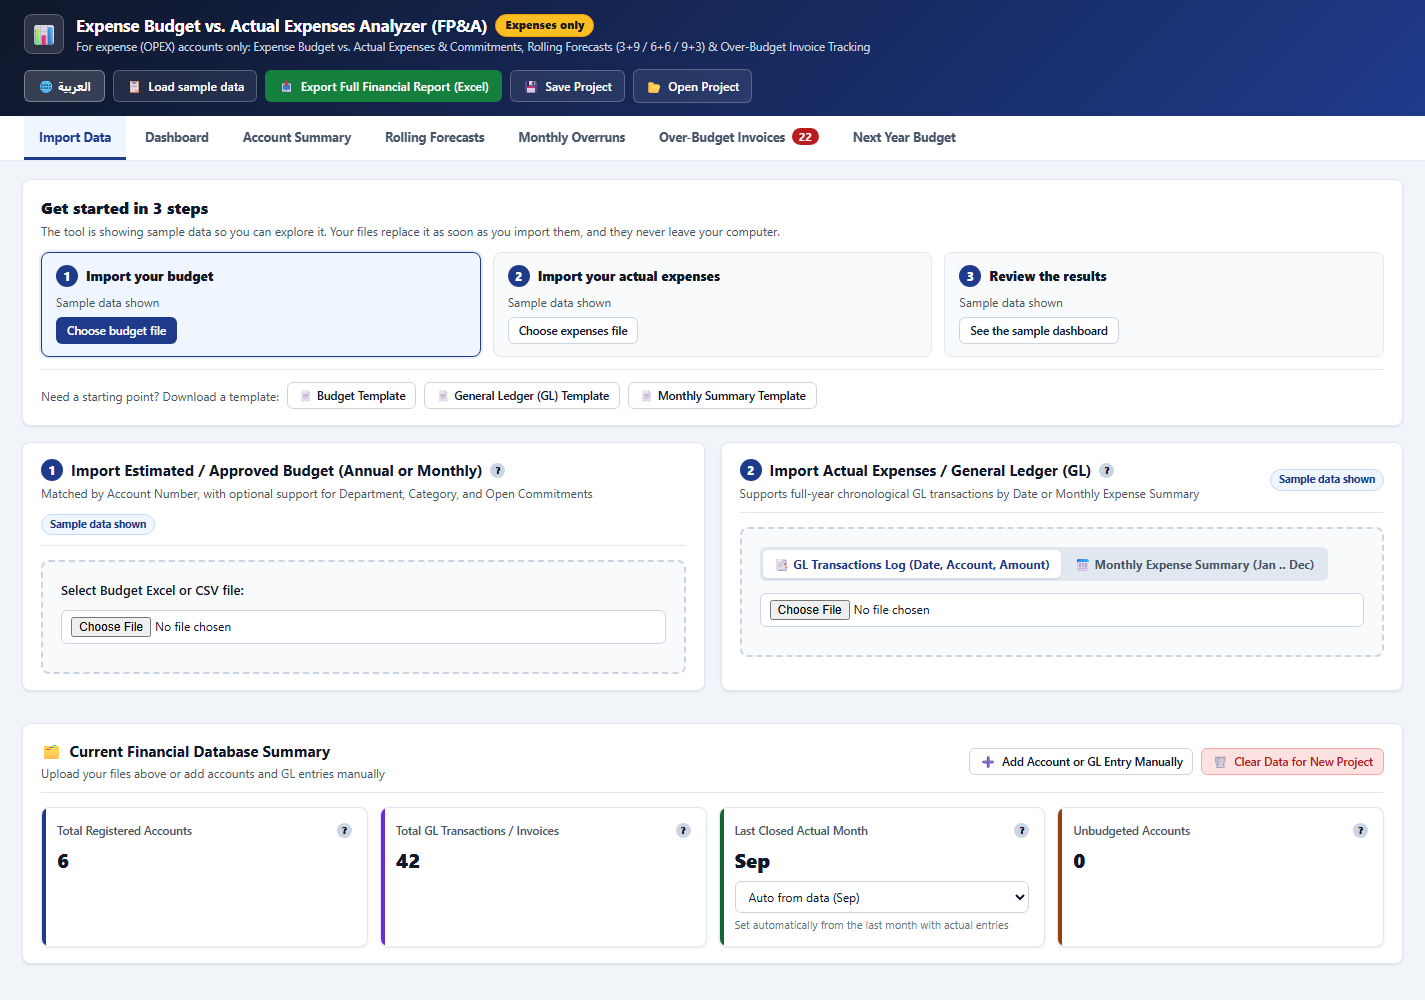 Expense Budget vs. Actual Expenses Analyzer (FP&A)
Expenses only
For expense (OPEX) accounts only: Expense Budget vs. Actual Expenses & Commitments, Rolling Forecasts (3+9 / 6+6 / 9+3) & Over-Budget Invoice Tracking
العربية
Load sample data
Export Full Financial Report (Excel)
Save Project
Open Project
Import Data
Dashboard
Account Summary
Rolling Forecasts
Monthly Overruns
Over-Budget Invoices 22
Next Year Budget
Get started in 3 steps
The tool is showing sample data so you can explore it. Your files replace it as soon as you import them, and they never leave your computer.
1 Import your budget
Sample data shown
Choose budget file
2 Import your actual expenses
Sample data shown
Choose expenses file
3 Review the results
Sample data shown
See the sample dashboard
Need a starting point? Download a template:
Budget Template
General Ledger (GL) Template
Monthly Summary Template
1 Import Estimated / Approved Budget (Annual or Monthly) ?
Matched by Account Number, with optional support for Department, Category, and Open Commitments
Sample data shown
Select Budget Excel or CSV file:
Choose File No file chosen
2 Import Actual Expenses / General Ledger (GL) ?
Supports full-year chronological GL transactions by Date or Monthly Expense Summary
Sample data shown
GL Transactions Log (Date, Account, Amount)
Monthly Expense Summary (Jan .. Dec)
Choose File No file chosen
Current Financial Database Summary
Upload your files above or add accounts and GL entries manually
Add Account or GL Entry Manually
Clear Data for New Project
Total Registered Accounts ?
6
Total GL Transactions / Invoices ?
42
Last Closed Actual Month ?
Sep
Auto from data (Sep)
Set automatically from the last month with actual entries
Unbudgeted Accounts ?
0